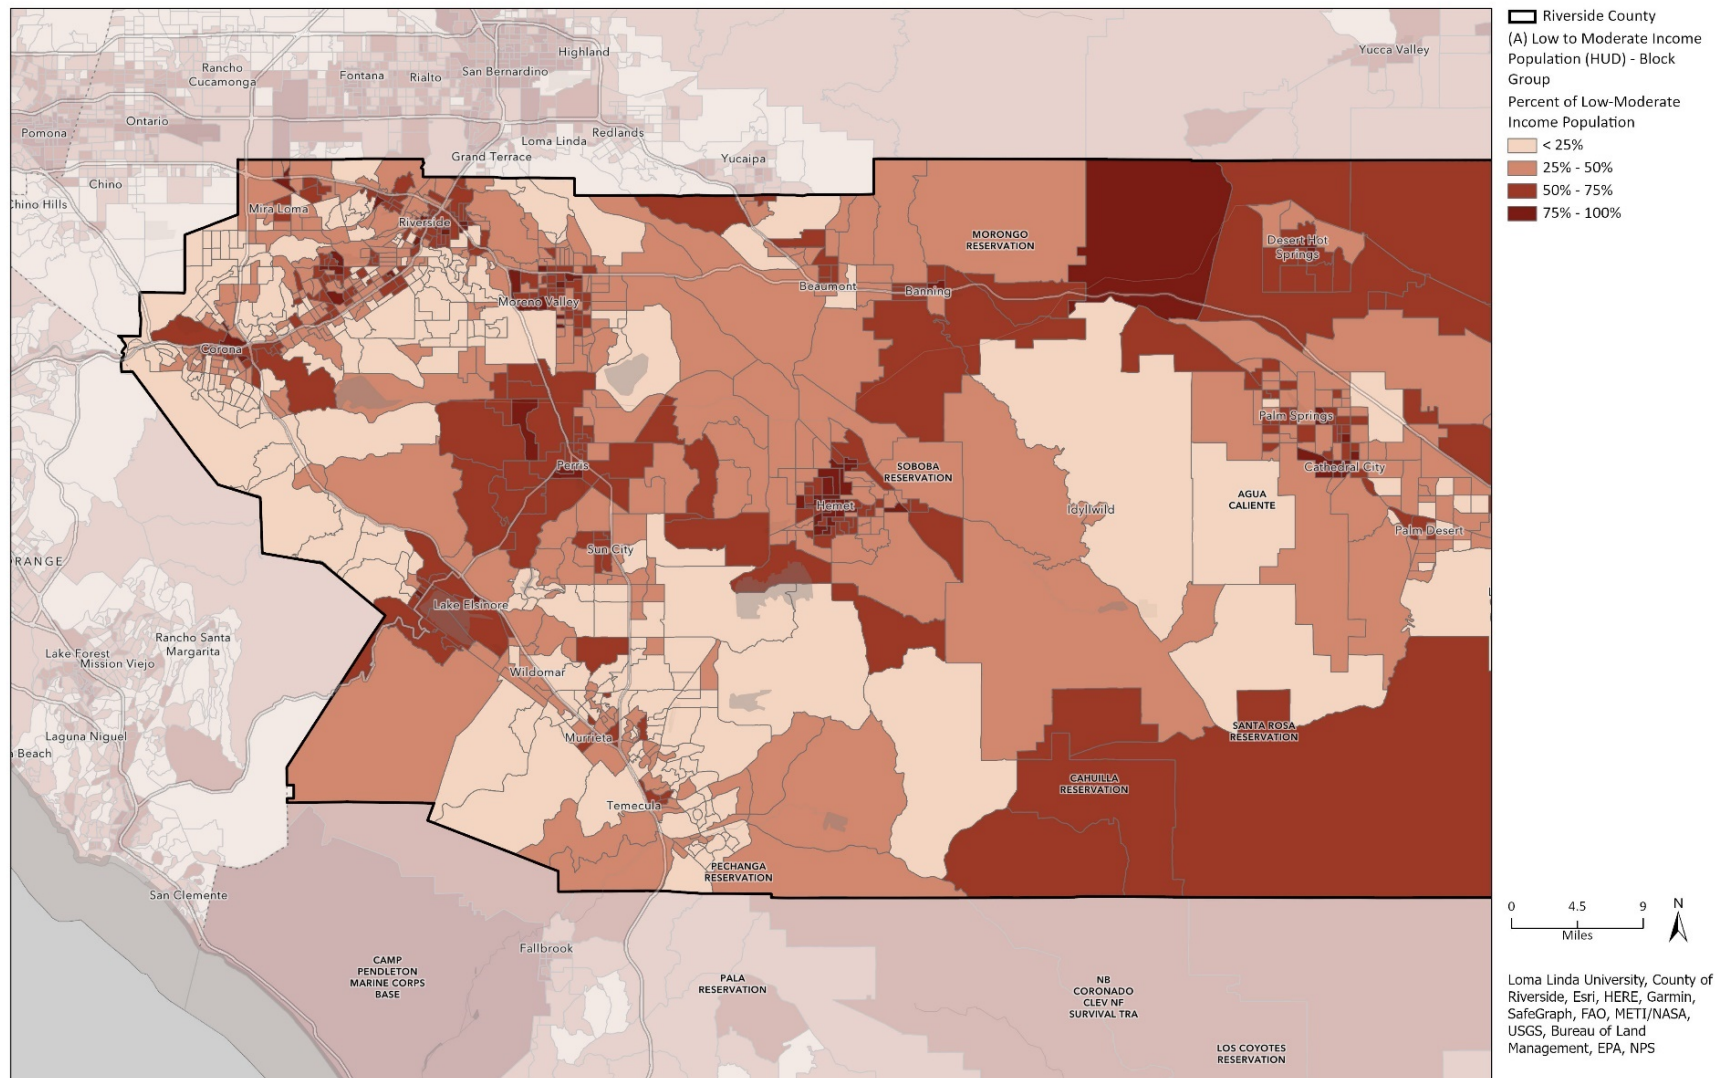 Highland
Yucca Valley
Rancho
Cucamonga
Fontana
Rialto
San Bernardino
Ontario
Pomona
Redlands
Loma Linda
Grand Terrace
Yucaipa
Chino
Chino Hills
Mira Loma
Riverside
MORONGO
RESERVATION
Desert Hot
Springs
Beaumont
Banning
Moreno Valley
Corona
Palm Springs
Perris
SOBOBA
RESERVATION
Cathedral City
AGUA
CALIENTE
Hemet
Idyllwild
Palm Desert
Sun City
ORANGE
Lake Elsinore
Rancho Santa
Margarita
Lake Forest
Mission Viejo
Wildomar
Laguna Niguel
a Beach
Murrieta
SANTA ROSA
RESERVATION
CAHUILLA
RESERVATION
Temecula
PECHANGA
RESERVATION
San Clemente
Fallbrook
CAMP
PENDLETON
MARINE CORPS
BASE
PALA
RESERVATION
NB
CORONADO
CLEV NF
SURVIVAL TRA
LOS COYOTES
RESERVATION
Riverside County
(A) Low to Moderate Income
Population (HUD) - Block
Group
Percent of Low-Moderate
Income Population
< 25%
25% - 50%
50% - 75%
75% - 100%
0 4.5 9
Miles
N
Loma Linda University, County of
Riverside, Esri, HERE, Garmin,
SafeGraph, FAO, METI/NASA,
USGS, Bureau of Land
Management, EPA, NPS